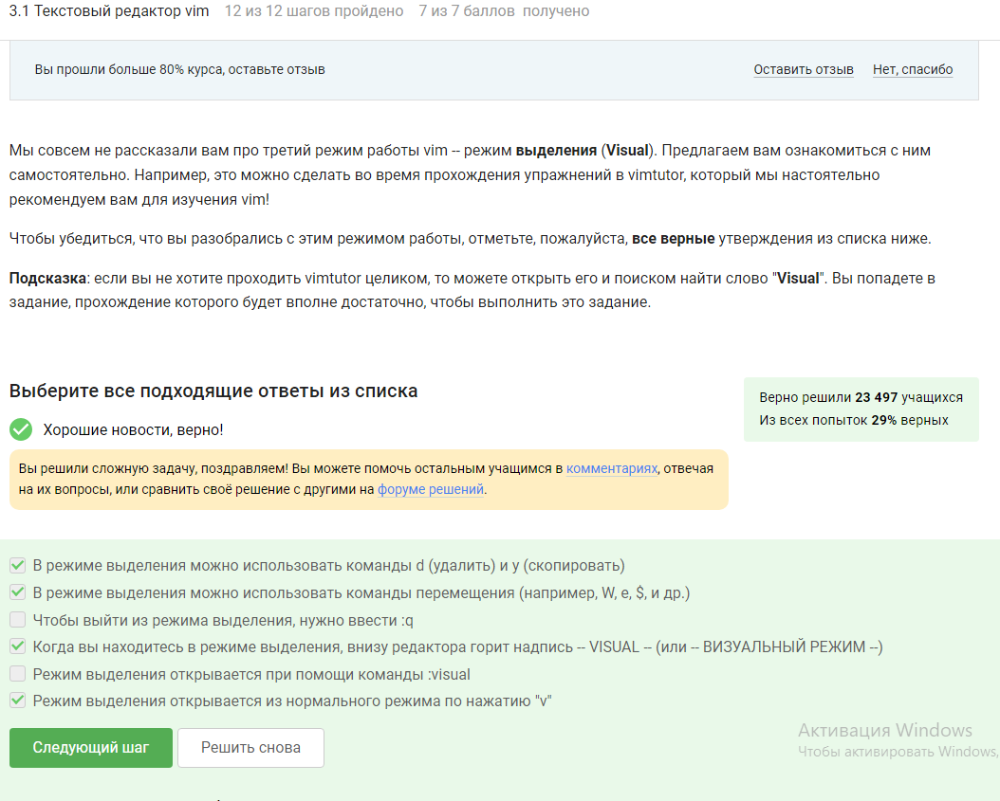 3.1 Текстовый редактор vim 12 из 12 шагов пройдено 7 из 7 баллов получено
Вы прошли больше 80% курса, оставьте отзыв Оставить отзыв Нет, спасибо
Мы совсем не рассказали вам про третий режим работы vim -- режим выделения (Visual). Предлагаем вам ознакомиться с ним
самостоятельно. Например, это можно сделать во время прохождения упражнений в vimtutor, который мы настоятельно
рекомендуем вам для изучения vim!
Чтобы убедиться, что вы разобрались с этим режимом работы, отметьте, пожалуйста, все верные утверждения из списка ниже.
Подсказка: если вы не хотите проходить vimtutor целиком, то можете открыть его и поиском найти слово "Visual". Вы попадете в
задание, прохождение которого будет вполне достаточно, чтобы выполнить это задание.
Выберите все подходящие ответы из списка
Верно решили 23 497 учащихся
Из всех попыток 29% верных
Хорошие новости, верно!
Вы решили сложную задачу, поздравляем! Вы можете помочь остальным учащимся в комментариях, отвечая
на их вопросы, или сравнить своё решение с другими на форуме решений.
В режиме выделения можно использовать команды d (удалить) и y (скопировать)
В режиме выделения можно использовать команды перемещения (например, W, e, $, и др.)
Чтобы выйти из режима выделения, нужно ввести :q
Когда вы находитесь в режиме выделения, внизу редактора горит надпись -- VISUAL -- (или -- ВИЗУАЛЬНЫЙ РЕЖИМ --)
Режим выделения открывается при помощи команды :visual
Режим выделения открывается из нормального режима по нажатию "v"
Следующий шаг Решить снова
Активация Windows
Чтобы активировать Windows,